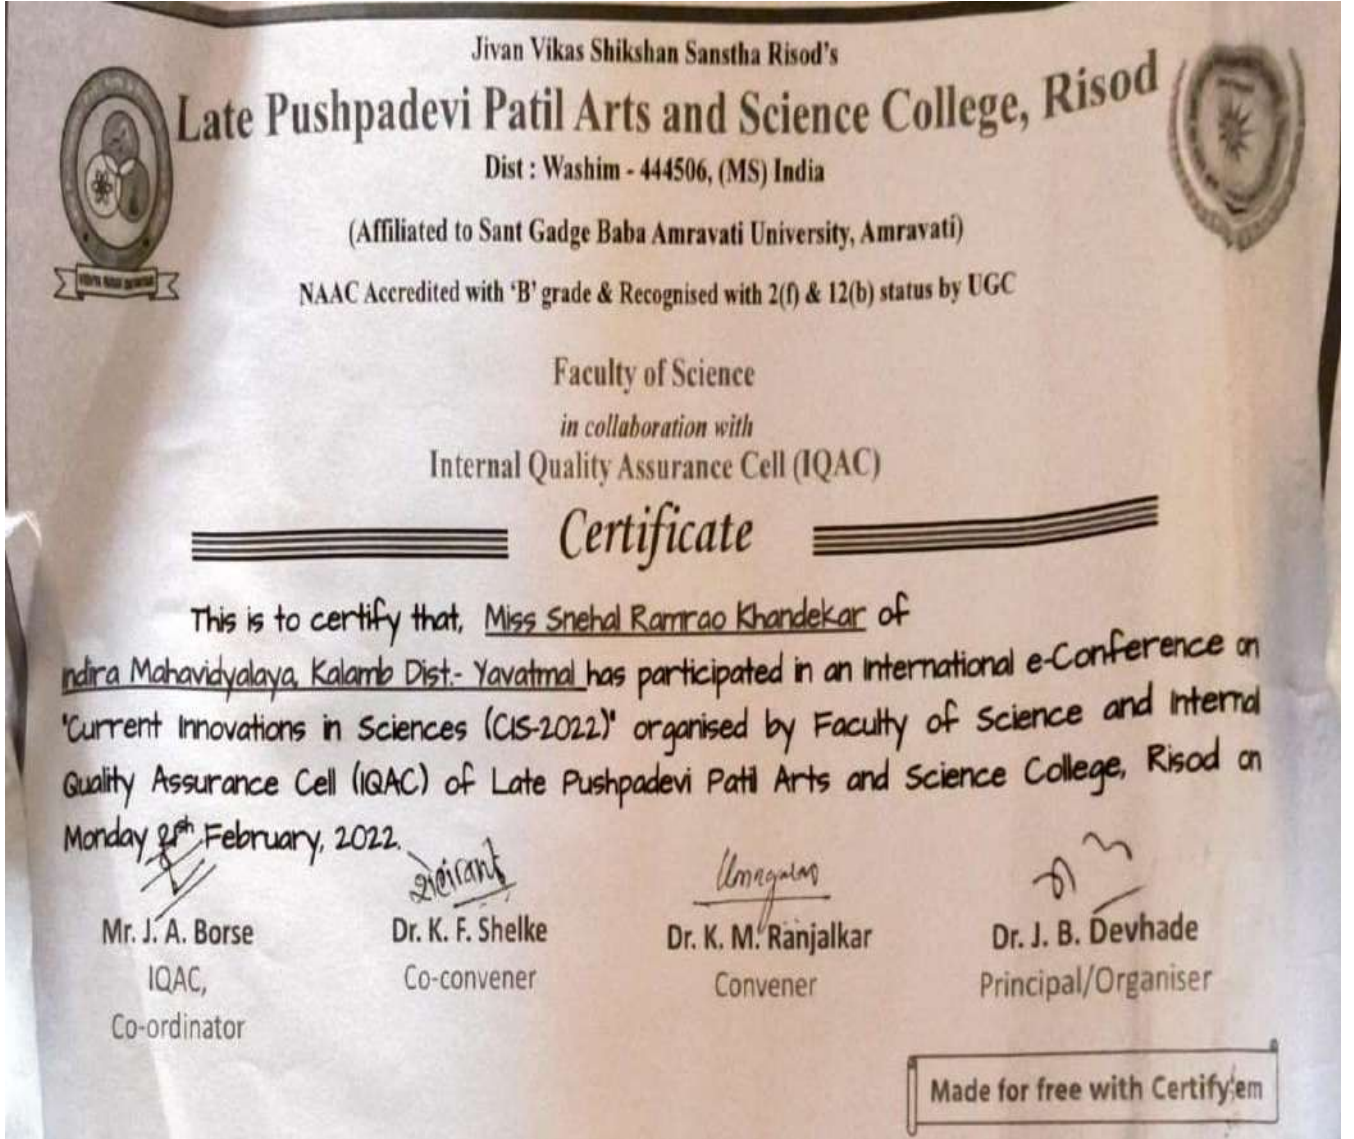 Jivan Vikas Shikshan Sanstha Risod's
Late Pushpadevi Patil Arts and Science College, Risod
Dist : Washim - 444506, (MS) India
(Affiliated to Sant Gadge Baba Amravati University, Amravati)
NAAC Accredited with 'B' grade & Recognised with 2(f) & 12(b) status by UGC
Faculty of Science
in collaboration with
Internal Quality Assurance Cell (IQAC)
Certificate
This is to certify that, Miss Snehal Ramrao Khandekar of
Indira Mahavidyalaya, Kalamb Dist.- Yavatmal has participated in an International e-Conference on
"Current Innovations in Sciences (CIS-2022)" organised by Faculty of Science and Internal
Quality Assurance Cell (IQAC) of Late Pushpadevi Patil Arts and Science College, Risod on
Monday February, 2022.
Mr. J. A. Borse
IQAC,
Co-ordinator
Dr. K. F. Shelke
Co-convener
Dr. K. M. Ranjalkar
Convener
Dr. J. B. Devhade
Principal/Organiser
Made for free with Certify'em